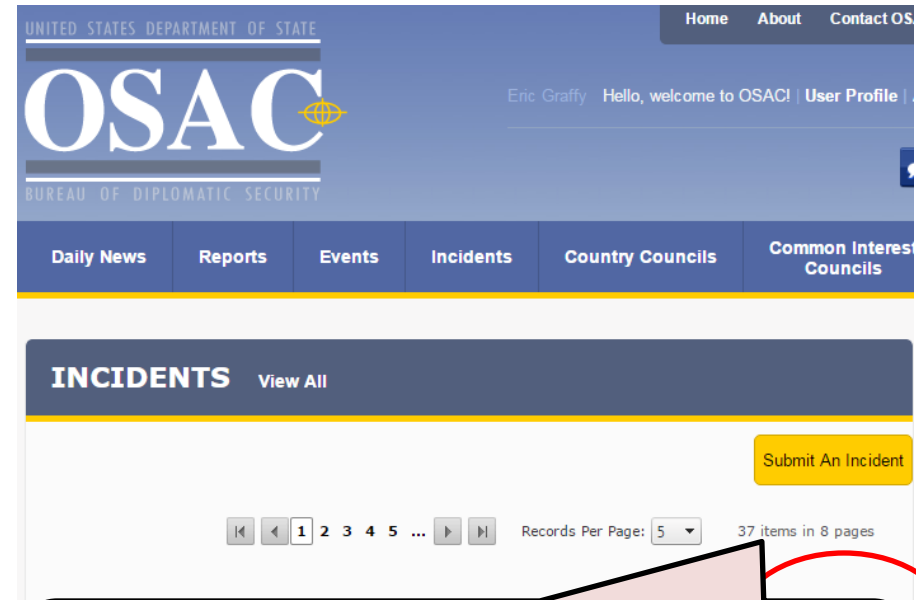 UNITED STATES DEPARTMENT OF STATE
OSAC
BUREAU OF DIPLOMATIC SECURITY
Home About Contact
Eric Graffy Hello, welcome to OSAC! | User Profile |
Daily News Reports Events Incidents Country Councils Common Interest Councils
INCIDENTS View All
Submit An Incident
1 2 3 4 5 ... Records Per Page: 5 37 items in 8 pages